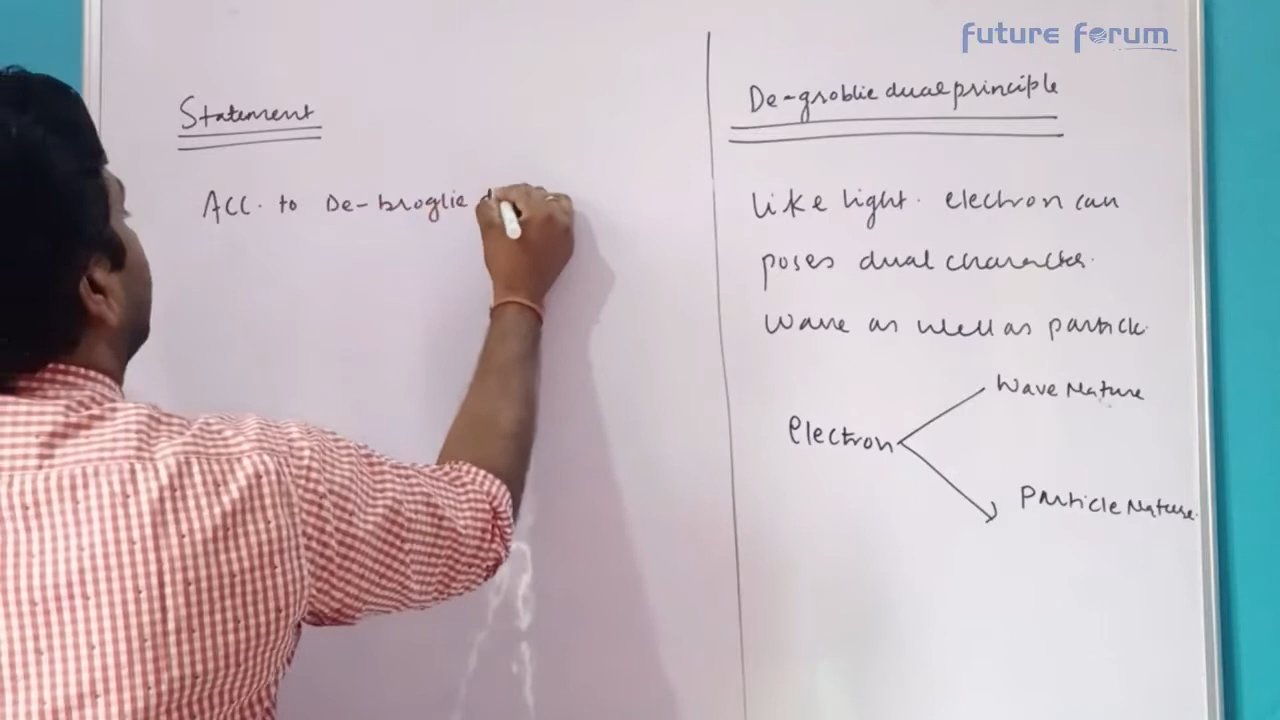 future forum
Statement
Acc. to De-broglie d
De-groblie dual principle
like light. electron can
poses dual character.
wave as well as particle.
electron
Wave Nature
Particle Nature.